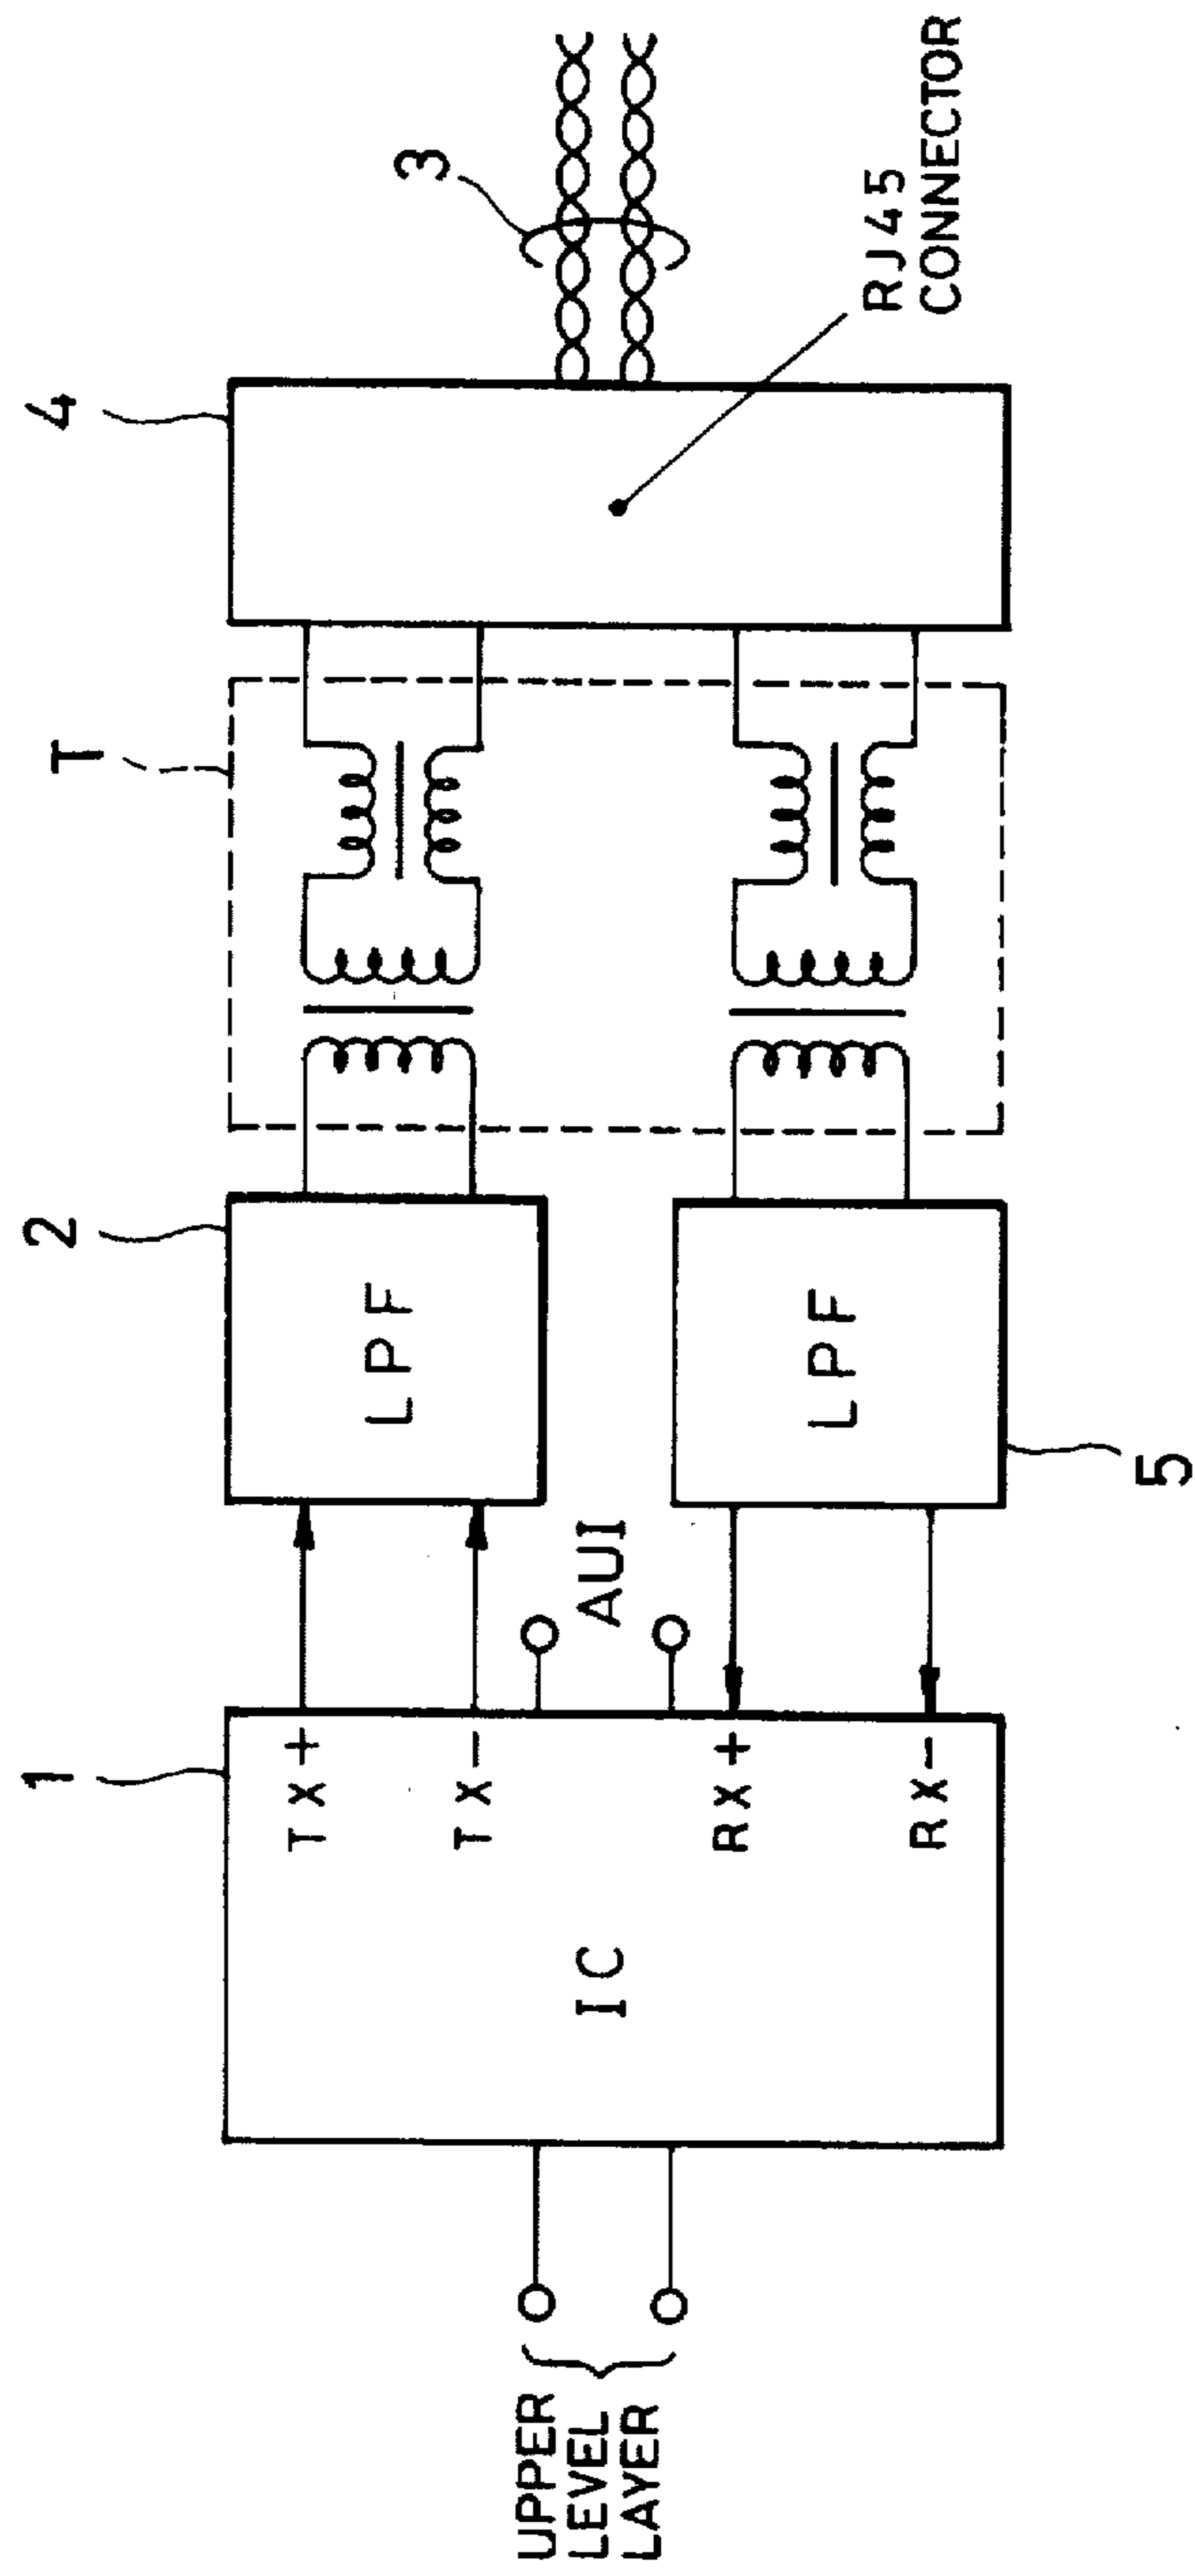 1
2
T
4
3
TX+
TX-
LPF
UPPER
LEVEL
LAYER
IC
AUI
RX+
RX-
LPF
5
RJ45
CONNECTOR